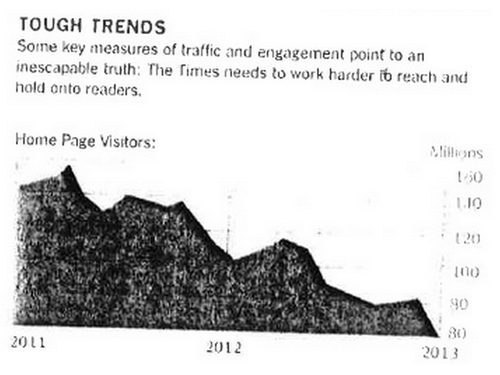 TOUGH TRENDS
Some key measures of traffic and engagement point to an
inescapable truth: The Times needs to work harder to reach and
hold onto readers.
Home Page Visitors:
Millions
160
140
120
100
90
80
2011
2012
2013